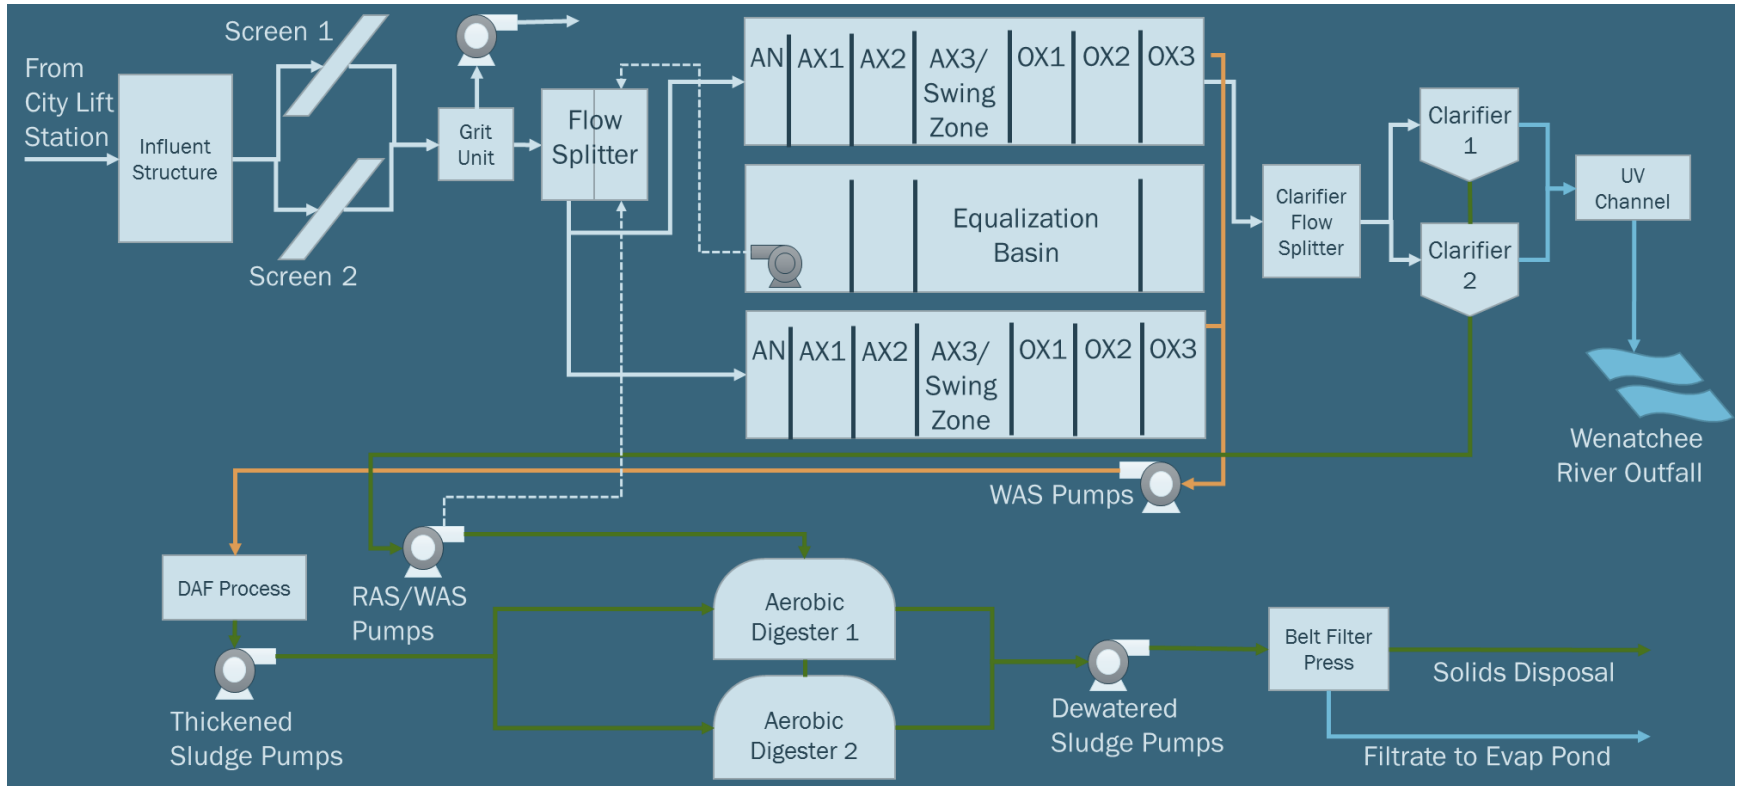 Screen 1
From
City Lift
Station
Influent
Structure
Screen 2
Grit
Unit
Flow
Splitter
AN
AX1
AX2
AX3/
Swing
Zone
OX1
OX2
OX3
Equalization
Basin
AN
AX1
AX2
AX3/
Swing
Zone
OX1
OX2
OX3
Clarifier
Flow
Splitter
Clarifier
1
Clarifier
2
UV
Channel
Wenatchee
River Outfall
WAS Pumps
DAF Process
RAS/WAS
Pumps
Thickened
Sludge Pumps
Aerobic
Digester 1
Aerobic
Digester 2
Dewatered
Sludge Pumps
Belt Filter
Press
Solids Disposal
Filtrate to Evap Pond